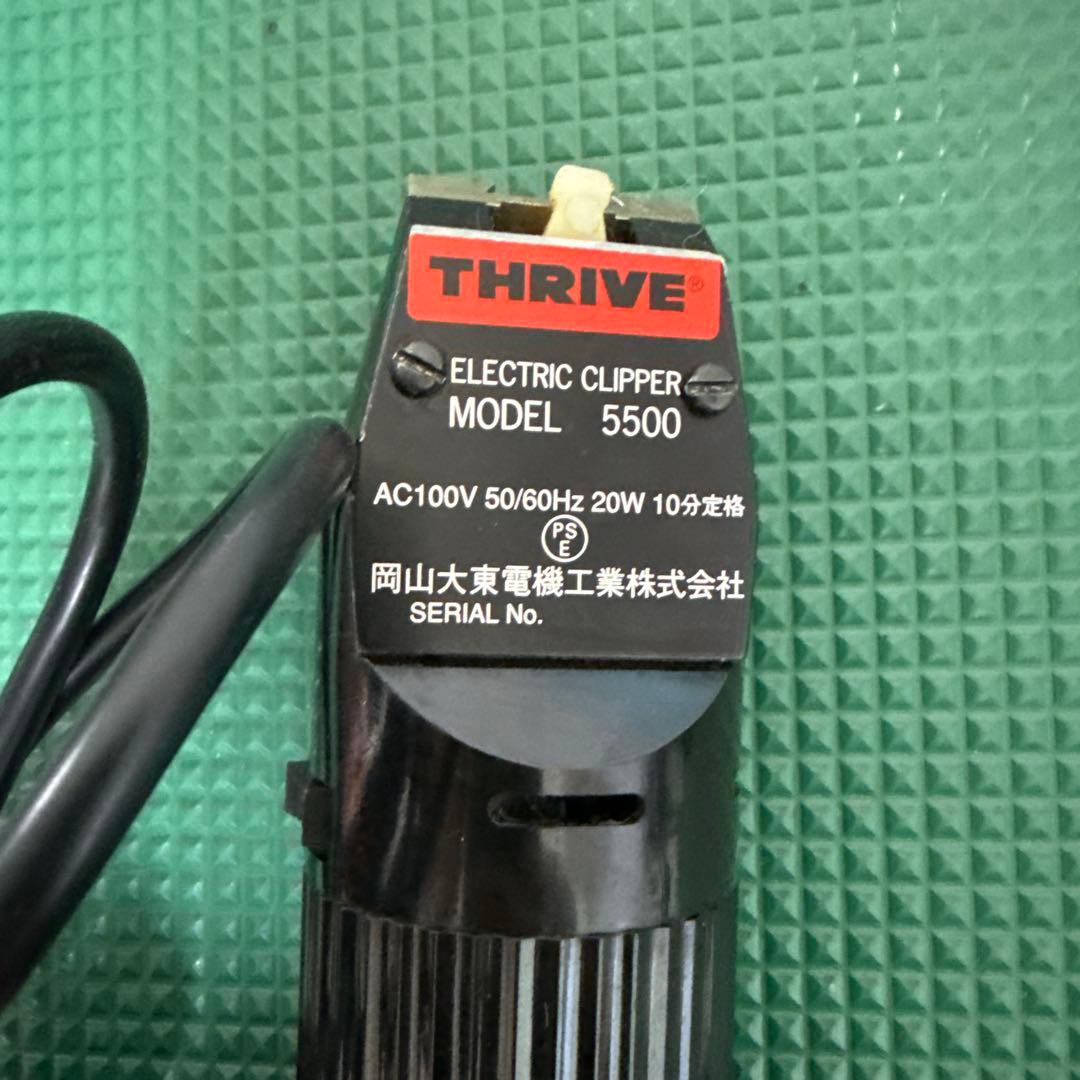 THRIVE®
ELECTRIC CLIPPER
MODEL 5500
AC100V 50/60Hz 20W 10分定格
PSE
岡山大東電機工業株式会社
SERIAL No.